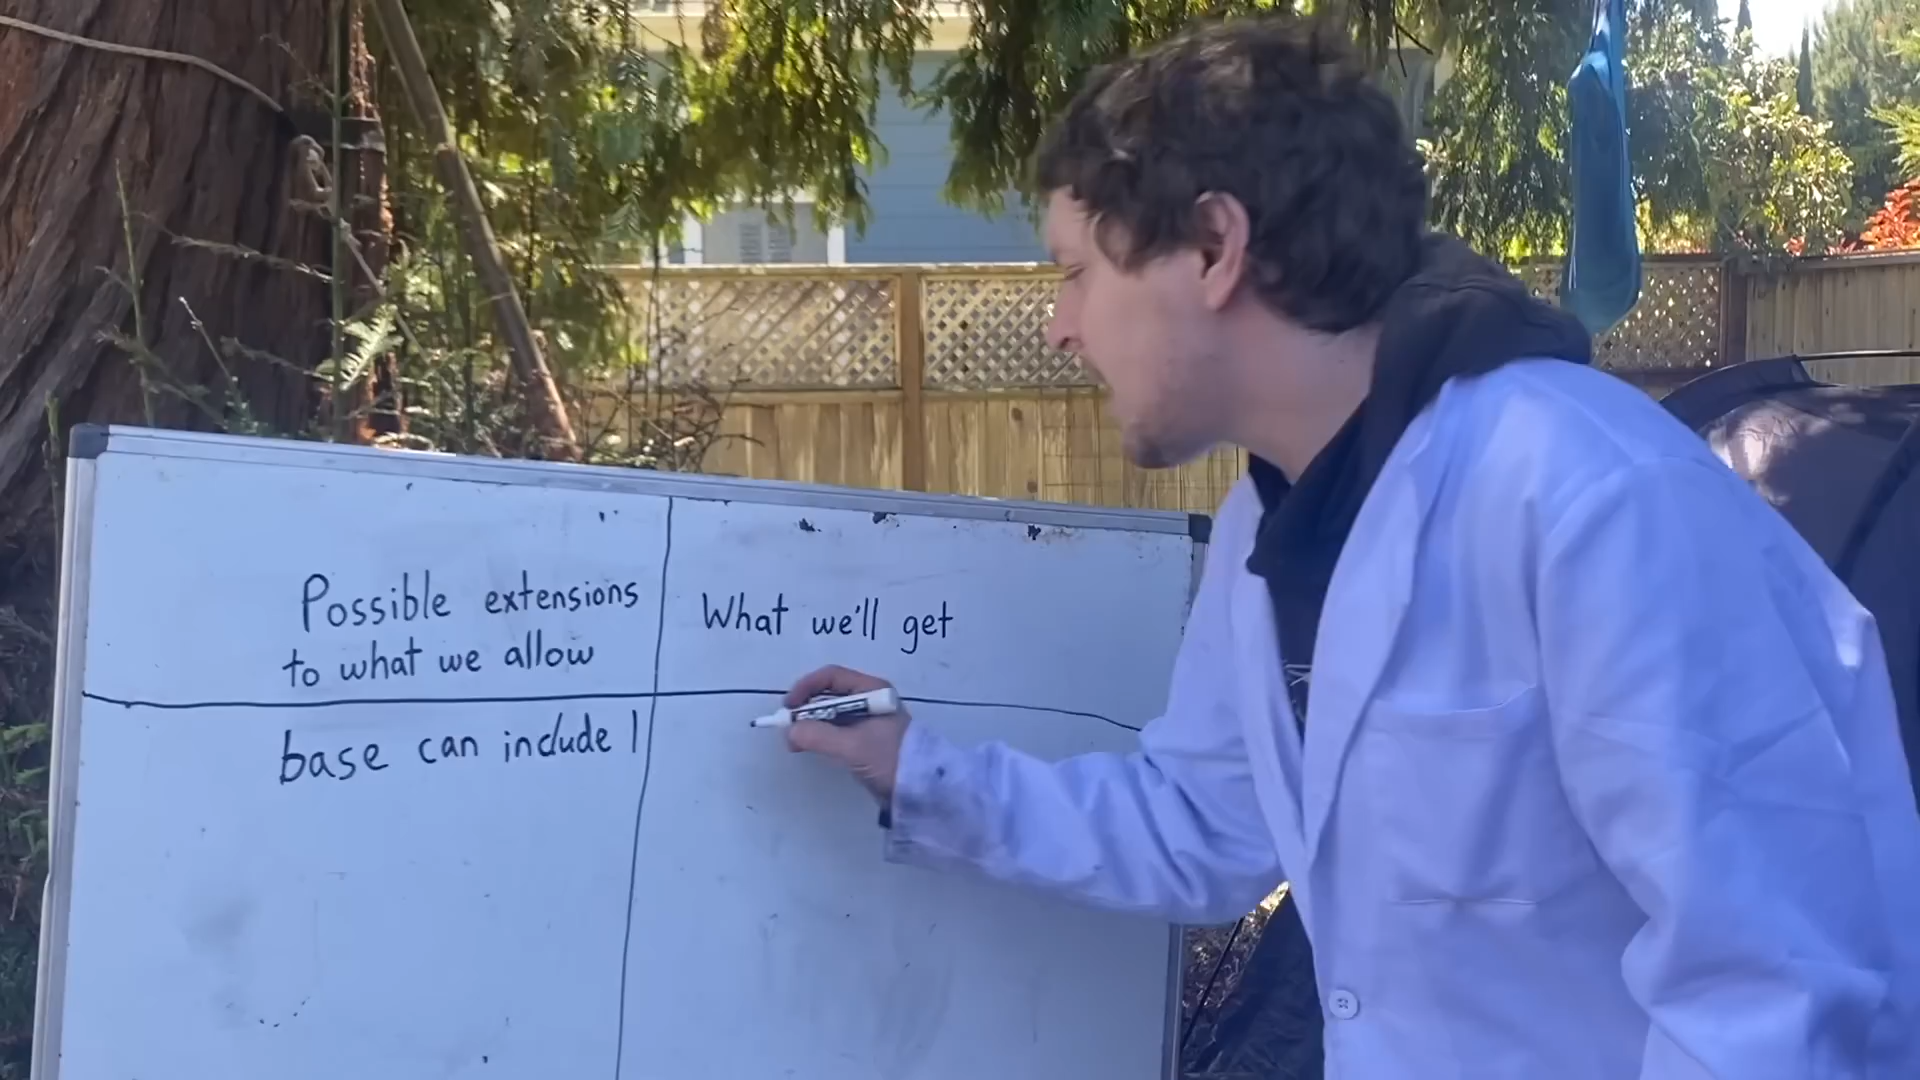 Possible extensions
to what we allow
What we'll get
base can include 1